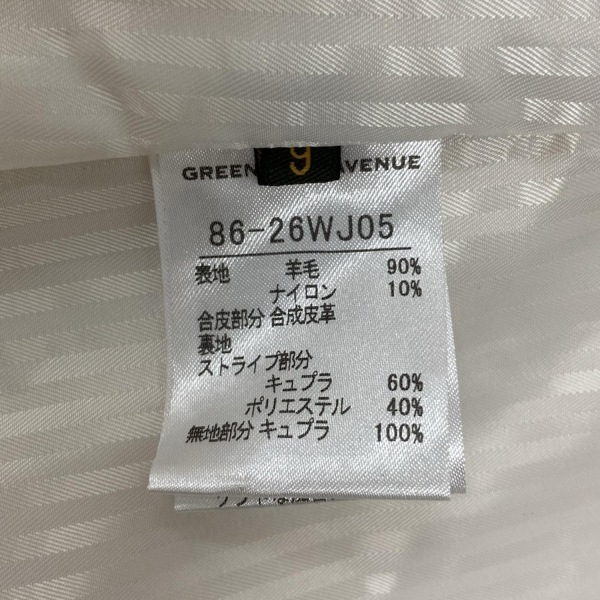 9
GREEN AVENUE
86-26WJ05
表地 羊毛 90%
ナイロン 10%
合皮部分 合成皮革
裏地
ストライプ部分
キュプラ 60%
ポリエステル 40%
無地部分 キュプラ 100%